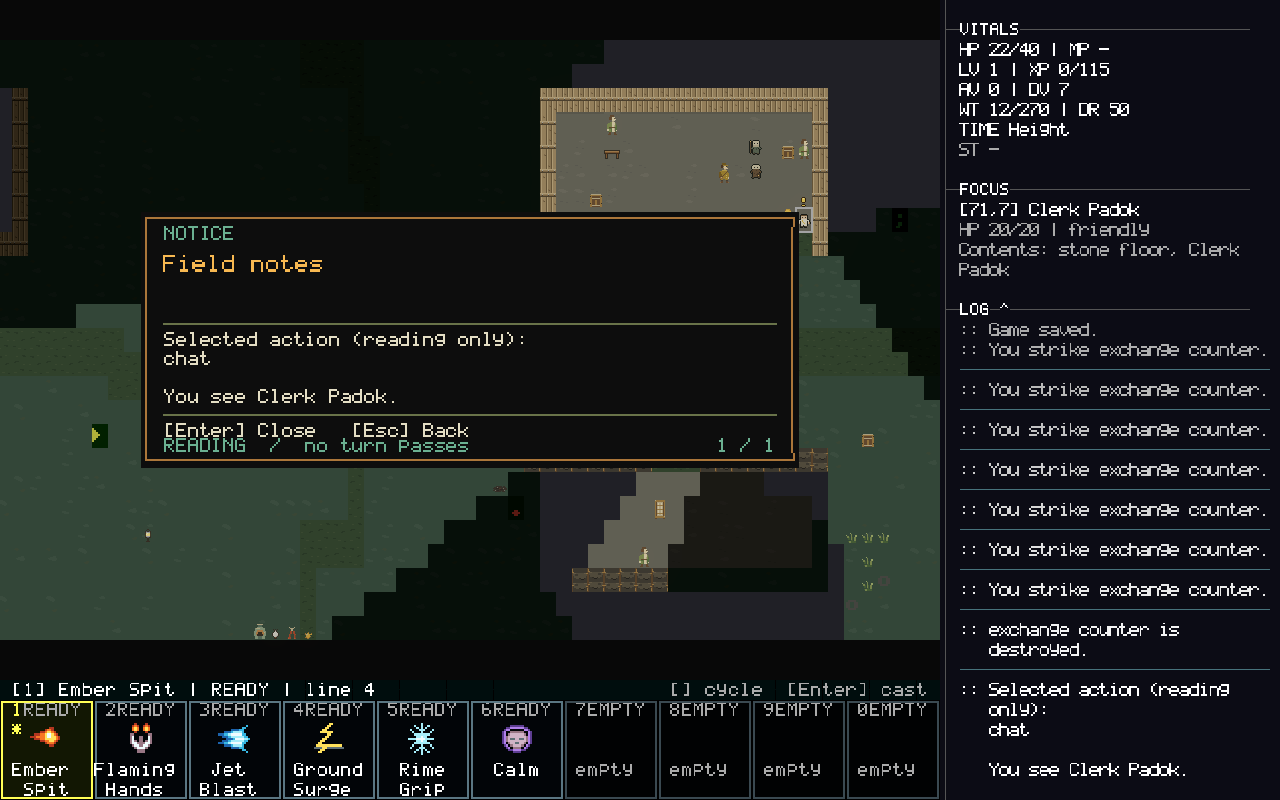 VITALS
HP 22/40 | MP -
LV 1 | XP 0/115
AV 0 | DV 7
WT 12/270 | DR 50
TIME Height
ST -
FOCUS
[71,7] Clerk Padok
HP 20/20 | friendly
Contents: stone floor, Clerk
Padok
LOG ^
:: Game saved.
:: You strike exchange counter.
:: You strike exchange counter.
:: You strike exchange counter.
:: You strike exchange counter.
:: You strike exchange counter.
:: You strike exchange counter.
:: You strike exchange counter.
:: exchange counter is
destroyed.
:: Selected action (reading
only):
chat
You see Clerk Padok.
NOTICE
Field notes
Selected action (reading only):
chat
You see Clerk Padok.
[Enter] Close [Esc] Back
READING / no turn Passes 1 / 1
[1] Ember SPit | READY | line 4 [] cycle [Enter] cast
1READY 2READY 3READY 4READY 5READY 6READY 7EMPTY 8EMPTY 9EMPTY 0EMPTY
*
Ember Flaming Jet Ground Rime Calm emPty emPty emPty emPty
SPit Hands Blast Surge GriP